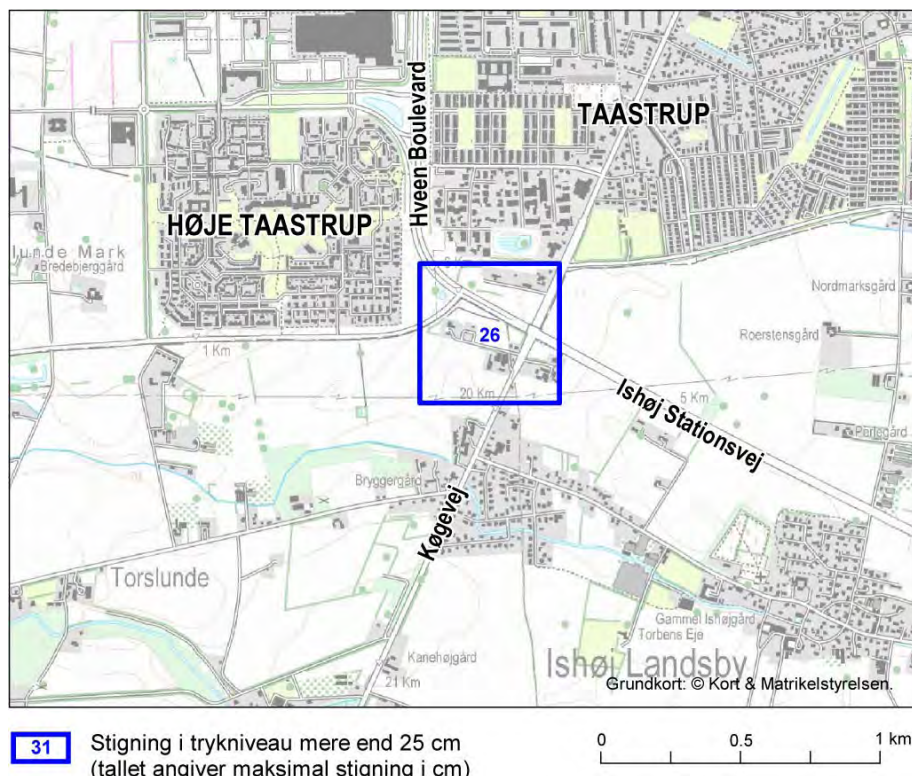 TAASTRUP
Hveen Boulevard
HØJE TAASTRUP
lunde Mark
Bredebjerggård
Nordmarksgård
Roerstensgård
26
1 Km
20 Km
5 Km
Ishøj Stationsvej
Perlegård
Bryggergård
Køgevej
Torslunde
Gammel Ishøjgård
Torbens Eje
Kanehøjgård
Ishøj Landsby
21 Km
Grundkort: © Kort & Matrikelstyrelsen.
31 Stigning i trykniveau mere end 25 cm
(tallet angiver maksimal stigning i cm)
0 0.5 1 km